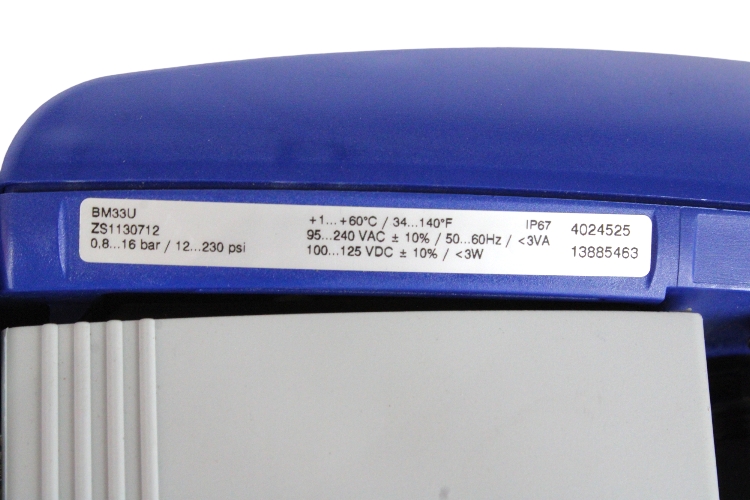 BM33U
ZS1130712
0,8...16 bar / 12...230 psi
+1... +60°C / 34...140°F
95...240 VAC ± 10% / 50...60Hz / <3VA
100...125 VDC ± 10% / <3W
IP67
4024525
13885463